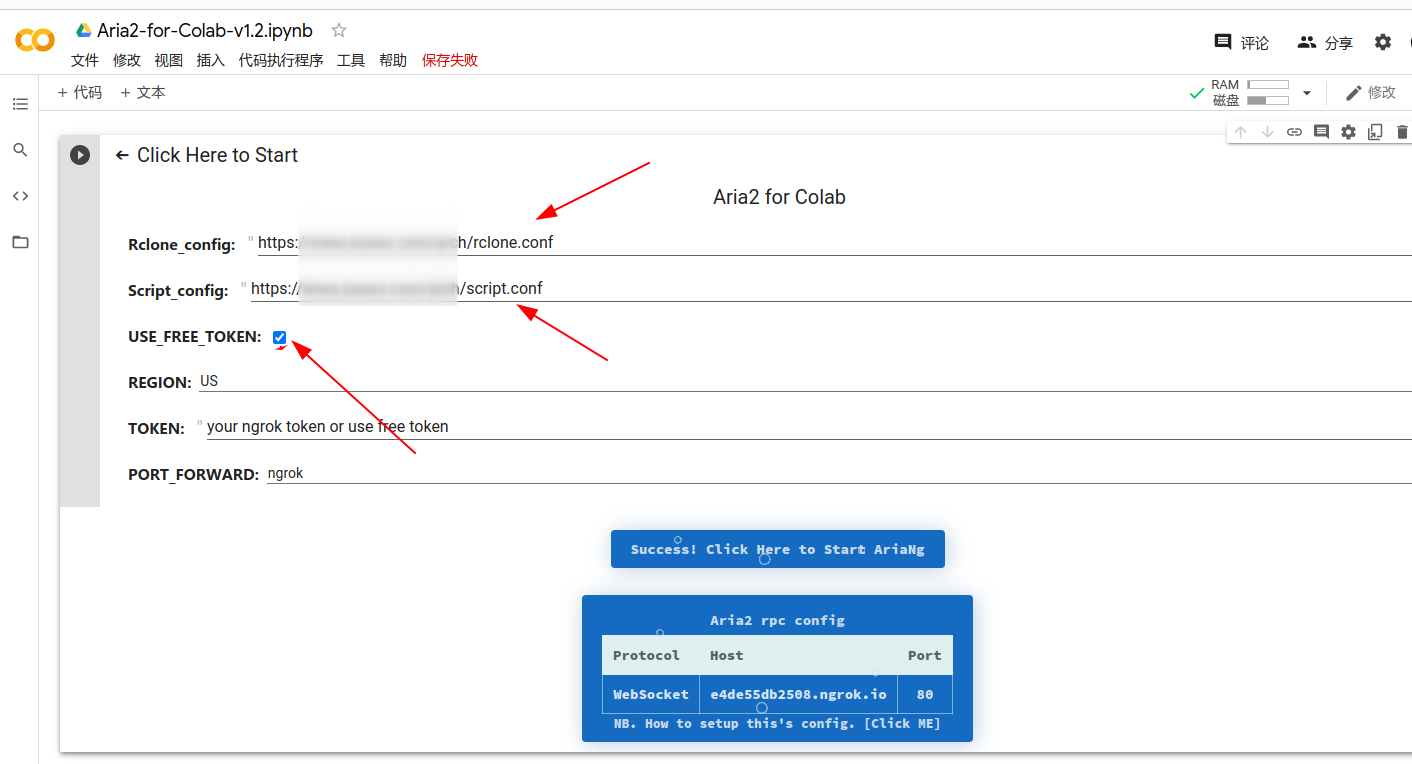 Aria2-for-Colab-v1.2.ipynb
文件 修改 视图 插入 代码执行程序 工具 帮助 保存失败
评论 分享
+ 代码 + 文本
RAM
磁盘
修改
Click Here to Start
Aria2 for Colab
Rclone_config: " https: h/rclone.conf
Script_config: " https:// /script.conf
USE_FREE_TOKEN:
REGION: US
TOKEN: " your ngrok token or use free token
PORT_FORWARD: ngrok
Success! Click Here to Start AriaNg
Aria2 rpc config
Protocol Host Port
WebSocket e4de55db2508.ngrok.io 80
NB. How to setup this's config. [Click ME]